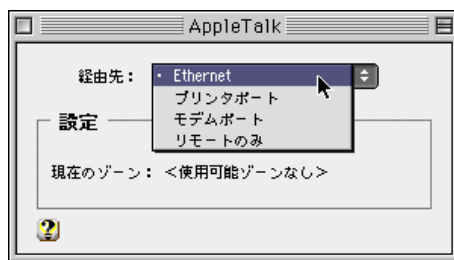 AppleTalk
経由先：
・ Ethernet
プリンタポート
モデムポート
リモートのみ
設定
現在のゾーン： ＜使用可能ゾーンなし＞
?